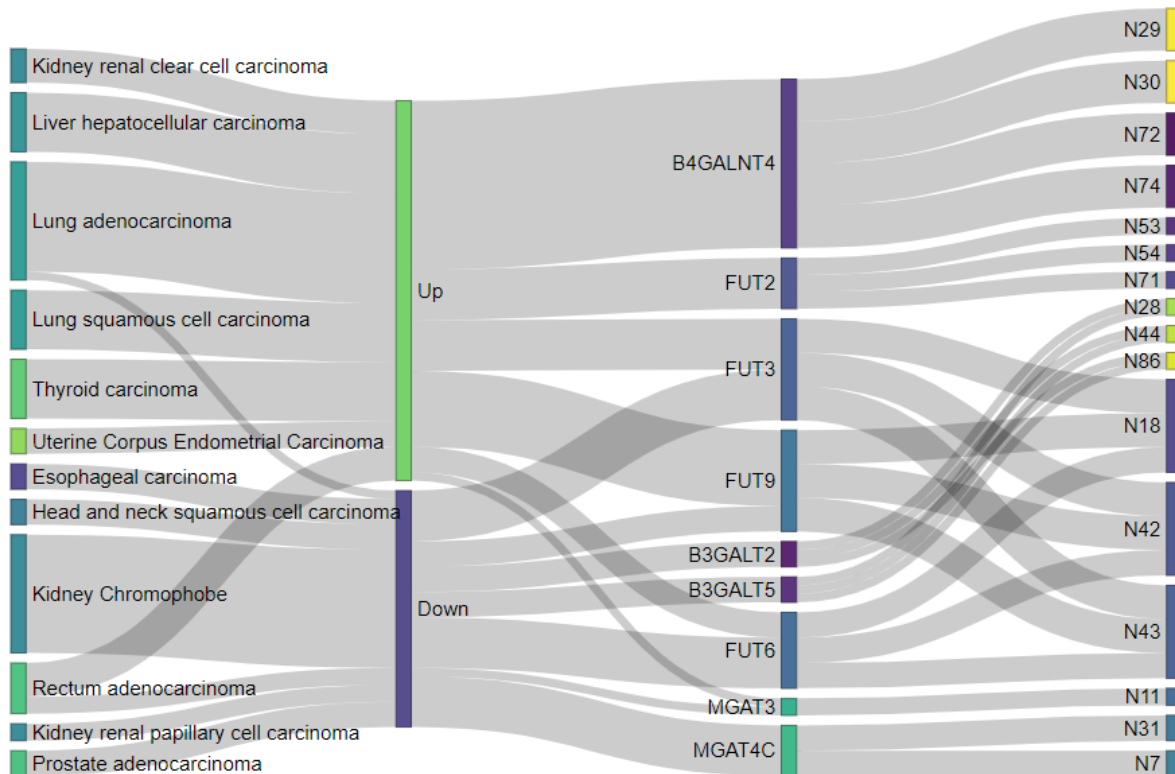 Kidney renal clear cell carcinoma
Liver hepatocellular carcinoma
Lung adenocarcinoma
Lung squamous cell carcinoma
Thyroid carcinoma
Uterine Corpus Endometrial Carcinoma
Esophageal carcinoma
Head and neck squamous cell carcinoma
Kidney Chromophobe
Rectum adenocarcinoma
Kidney renal papillary cell carcinoma
Prostate adenocarcinoma
Up
Down
B4GALNT4
FUT2
FUT3
FUT9
B3GALT2
B3GALT5
FUT6
MGAT3
MGAT4C
N29
N30
N72
N74
N53
N54
N71
N28
N44
N86
N18
N42
N43
N11
N31
N7